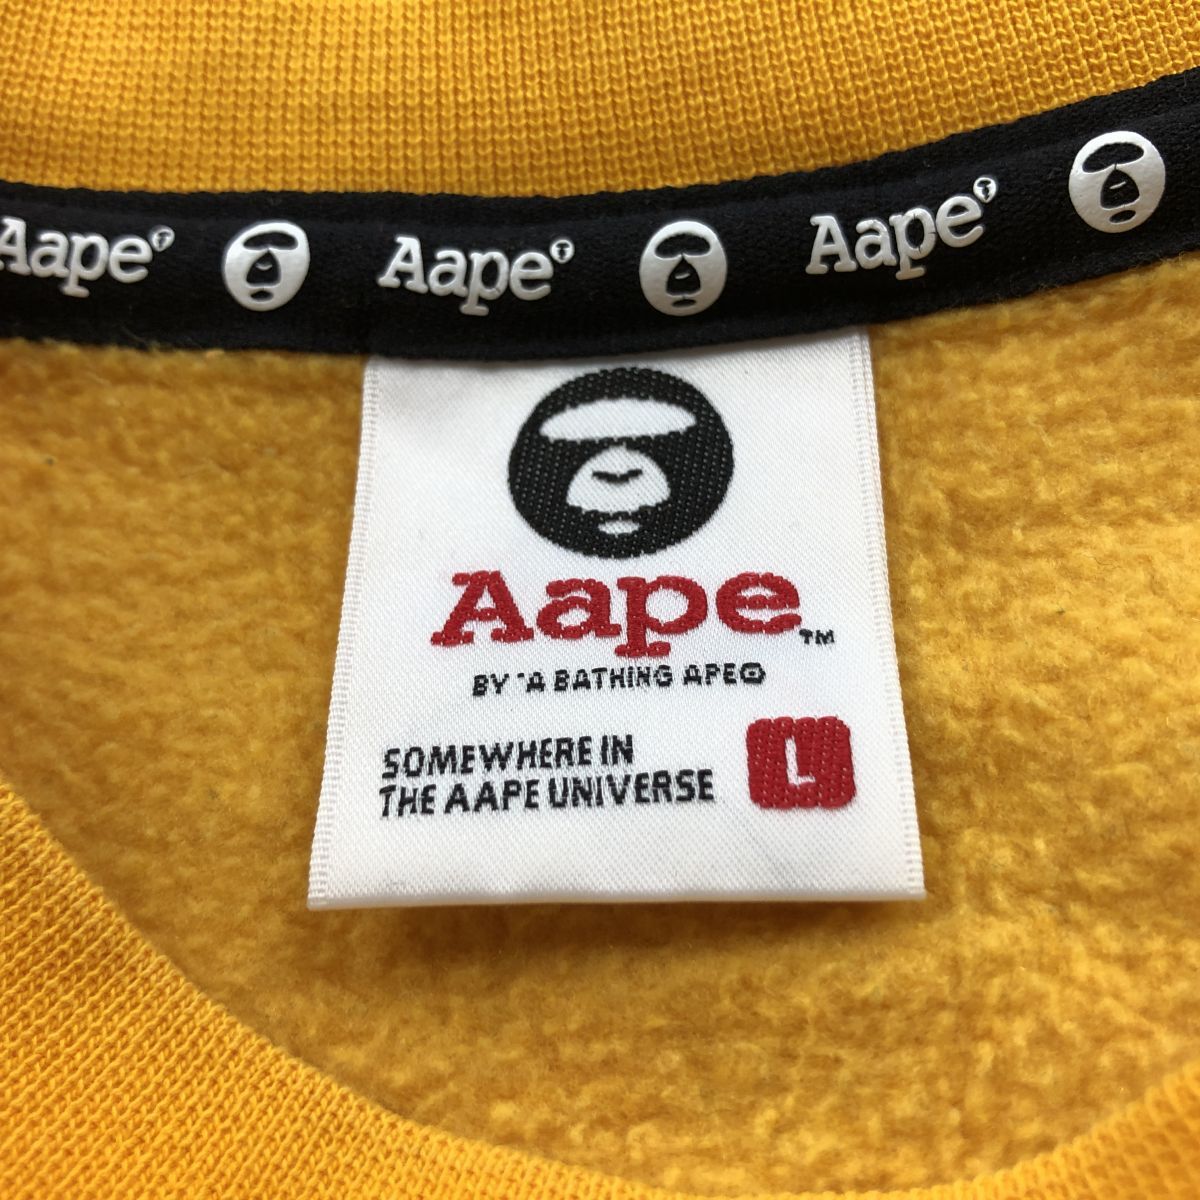 Aape Aape Aape
Aape™
BY *A BATHING APE®
SOMEWHERE IN
THE AAPE UNIVERSE
L